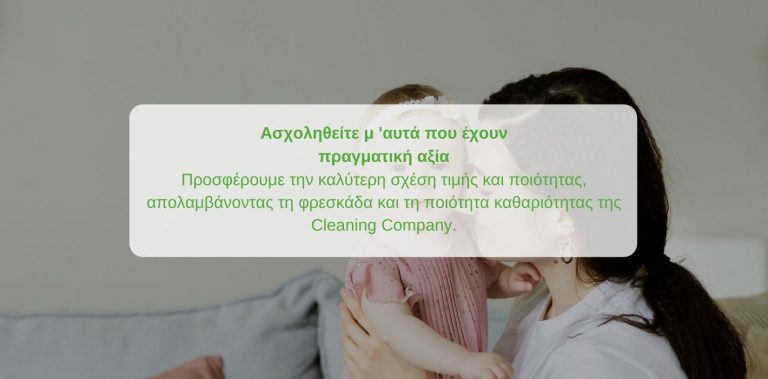 Ασχοληθείτε μ 'αυτά που έχουν
πραγματική αξία
Προσφέρουμε την καλύτερη σχέση τιμής και ποιότητας,
απολαμβάνοντας τη φρεσκάδα και τη ποιότητα καθαριότητας της
Cleaning Company.